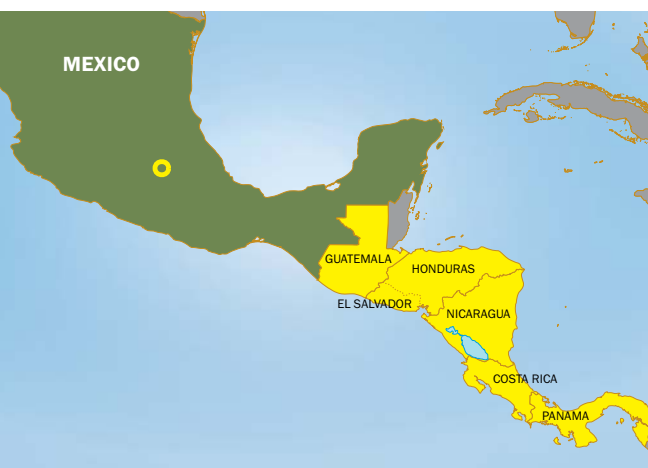 MEXICO
GUATEMALA
HONDURAS
EL SALVADOR
NICARAGUA
COSTA RICA
PANAMA